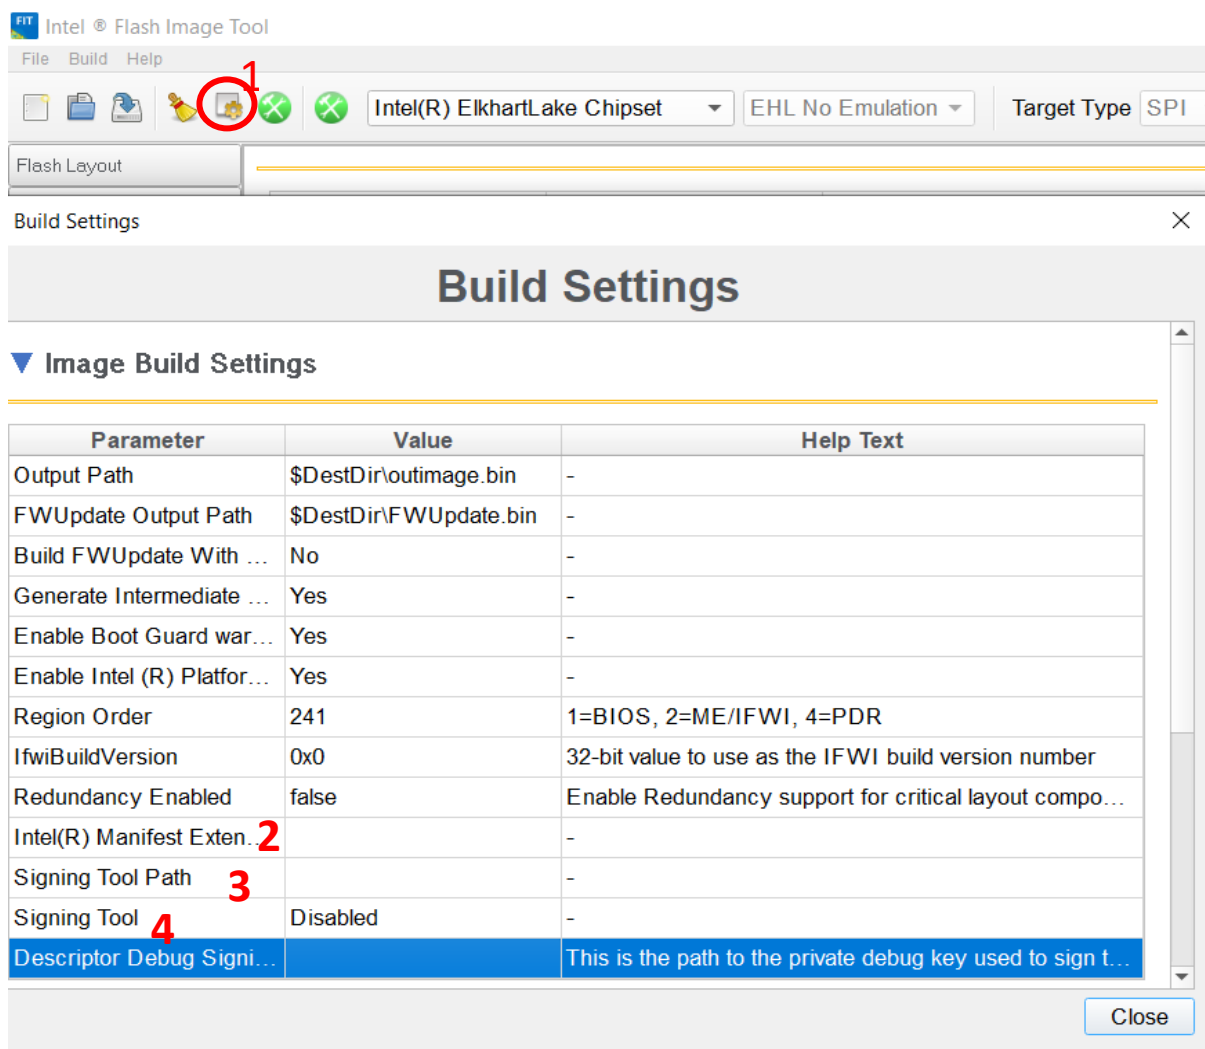 FIT Intel ® Flash Image Tool
File Build Help
1
Intel(R) ElkhartLake Chipset EHL No Emulation Target Type SPI
Flash Layout
Build Settings
Build Settings
Image Build Settings
Parameter Value Help Text
Output Path $DestDir\outimage.bin -
FWUpdate Output Path $DestDir\FWUpdate.bin -
Build FWUpdate With ... No -
Generate Intermediate ... Yes -
Enable Boot Guard war... Yes -
Enable Intel (R) Platfor... Yes -
Region Order 241 1=BIOS, 2=ME/IFWI, 4=PDR
IfwiBuildVersion 0x0 32-bit value to use as the IFWI build version number
Redundancy Enabled false Enable Redundancy support for critical layout compo...
Intel(R) Manifest Exten.. 2 -
Signing Tool Path 3 -
Signing Tool 4 Disabled -
Descriptor Debug Signi... This is the path to the private debug key used to sign t...
Close